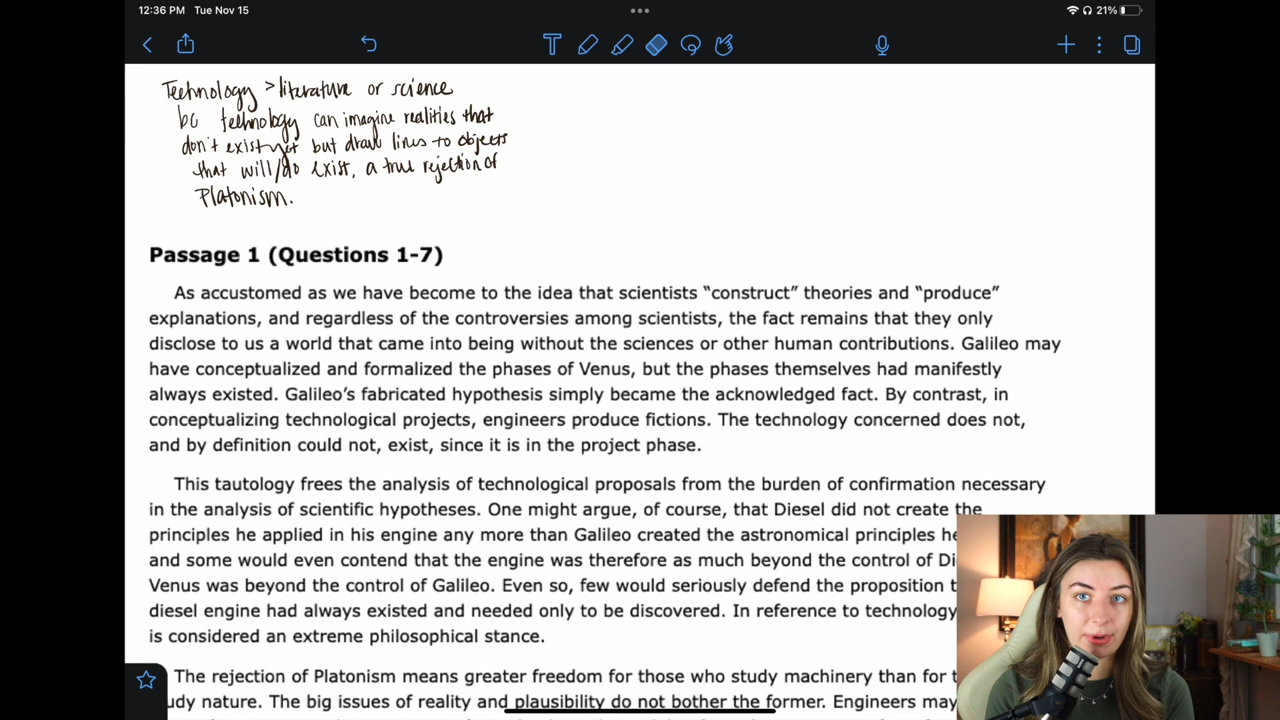 12:36 PM Tue Nov 15
21%
Technology > literature or science
bc technology can imagine realities that
don't exist yet but draw lines to objects
that will/do exist, a true rejection of
Platonism.
Passage 1 (Questions 1-7)
As accustomed as we have become to the idea that scientists “construct” theories and “produce”
explanations, and regardless of the controversies among scientists, the fact remains that they only
disclose to us a world that came into being without the sciences or other human contributions. Galileo may
have conceptualized and formalized the phases of Venus, but the phases themselves had manifestly
always existed. Galileo’s fabricated hypothesis simply became the acknowledged fact. By contrast, in
conceptualizing technological projects, engineers produce fictions. The technology concerned does not,
and by definition could not, exist, since it is in the project phase.
This tautology frees the analysis of technological proposals from the burden of confirmation necessary
in the analysis of scientific hypotheses. One might argue, of course, that Diesel did not create the
principles he applied in his engine any more than Galileo created the astronomical principles he
and some would even contend that the engine was therefore as much beyond the control of Di
Venus was beyond the control of Galileo. Even so, few would seriously defend the proposition t
diesel engine had always existed and needed only to be discovered. In reference to technology
is considered an extreme philosophical stance.
The rejection of Platonism means greater freedom for those who study machinery than for t
udy nature. The big issues of reality and plausibility do not bother the former. Engineers may